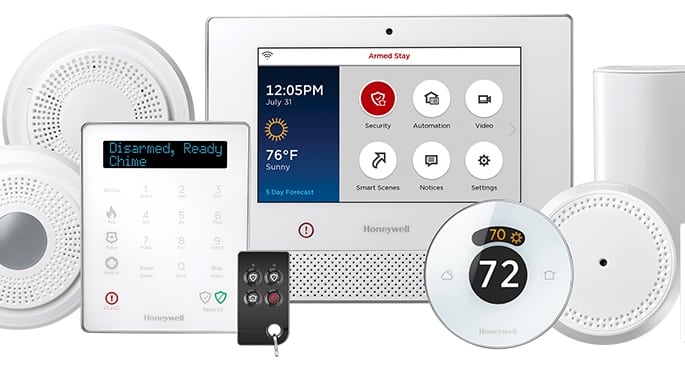 Armed Stay
12:05PM
July 31
76°F
Sunny
5 Day Forecast
Security
Automation
Video
Smart Scenes
Notices
Settings
Honeywell
Disarmed, Ready
Chime
Status
1
2
3
4
5
6
7
8
9
Away
0
Stay
Security
Honeywell
70
72
Honeywell